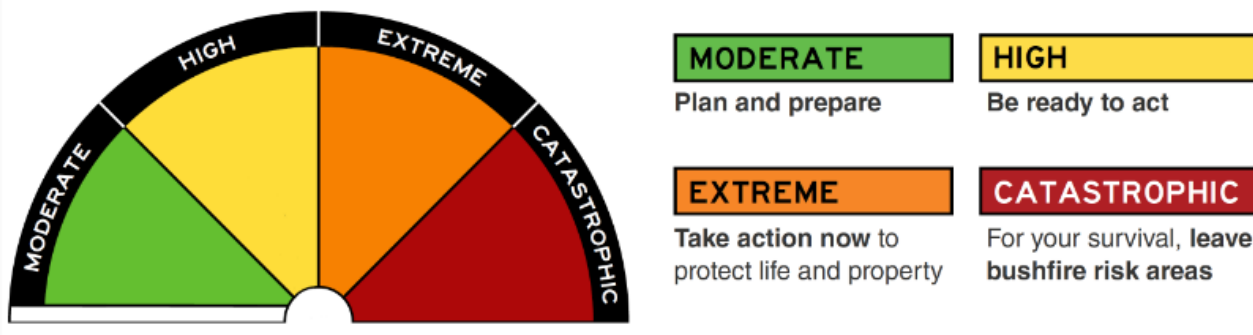 MODERATE
HIGH
EXTREME
CATASTROPHIC
MODERATE
Plan and prepare
HIGH
Be ready to act
EXTREME
Take action now to
protect life and property
CATASTROPHIC
For your survival, leave
bushfire risk areas